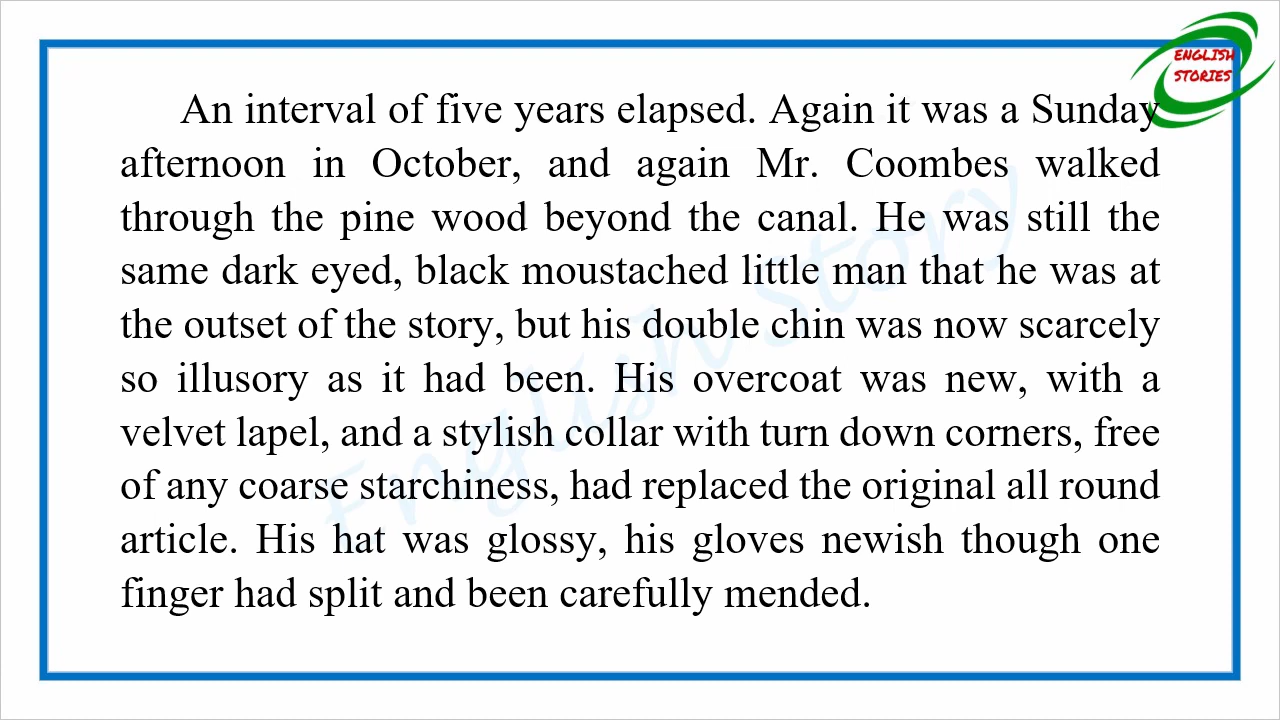 ENGLISH
STORIES
An interval of five years elapsed. Again it was a Sunday
afternoon in October, and again Mr. Coombes walked
through the pine wood beyond the canal. He was still the
same dark eyed, black moustached little man that he was at
the outset of the story, but his double chin was now scarcely
so illusory as it had been. His overcoat was new, with a
velvet lapel, and a stylish collar with turn down corners, free
of any coarse starchiness, had replaced the original all round
article. His hat was glossy, his gloves newish though one
finger had split and been carefully mended.
English Story